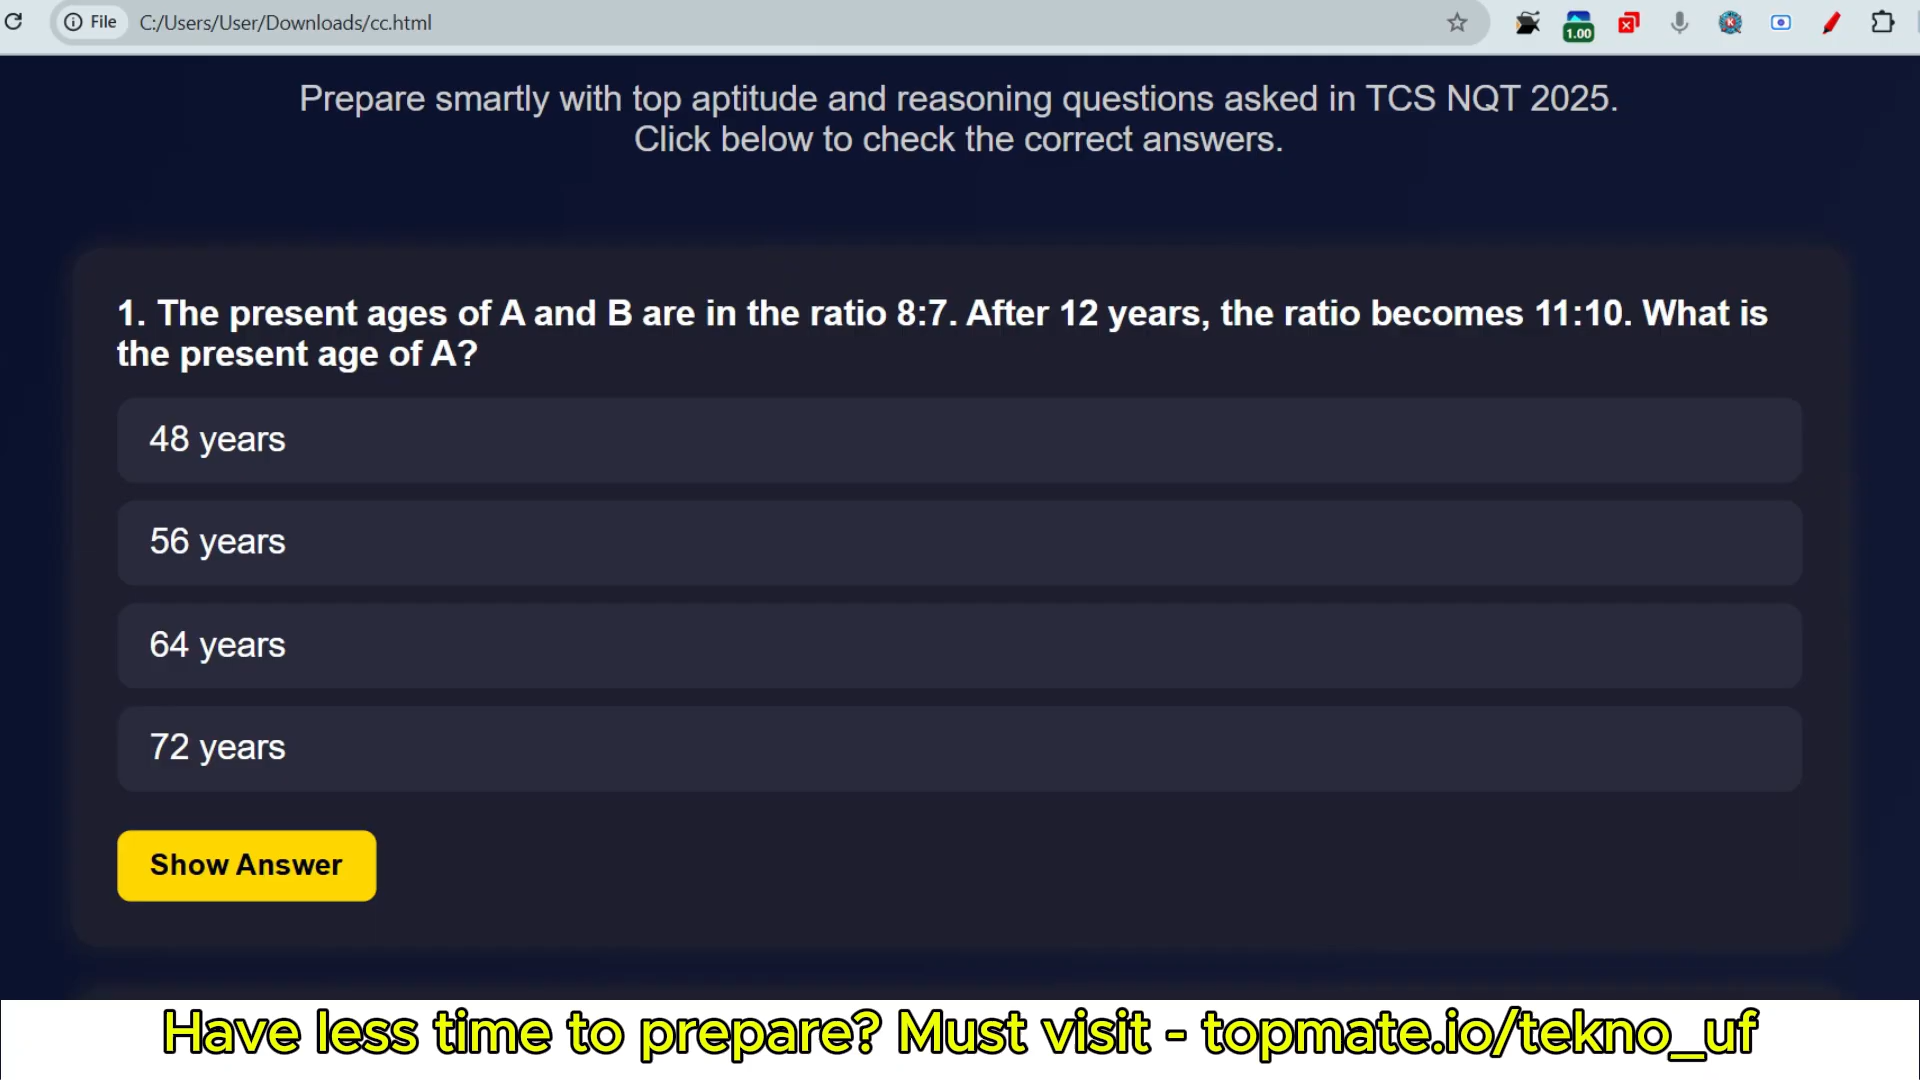 File
C:/Users/User/Downloads/cc.html
1.00
K
Prepare smartly with top aptitude and reasoning questions asked in TCS NQT 2025.
Click below to check the correct answers.
1. The present ages of A and B are in the ratio 8:7. After 12 years, the ratio becomes 11:10. What is
the present age of A?
48 years
56 years
64 years
72 years
Show Answer
Have less time to prepare? Must visit - topmate.io/tekno_uf